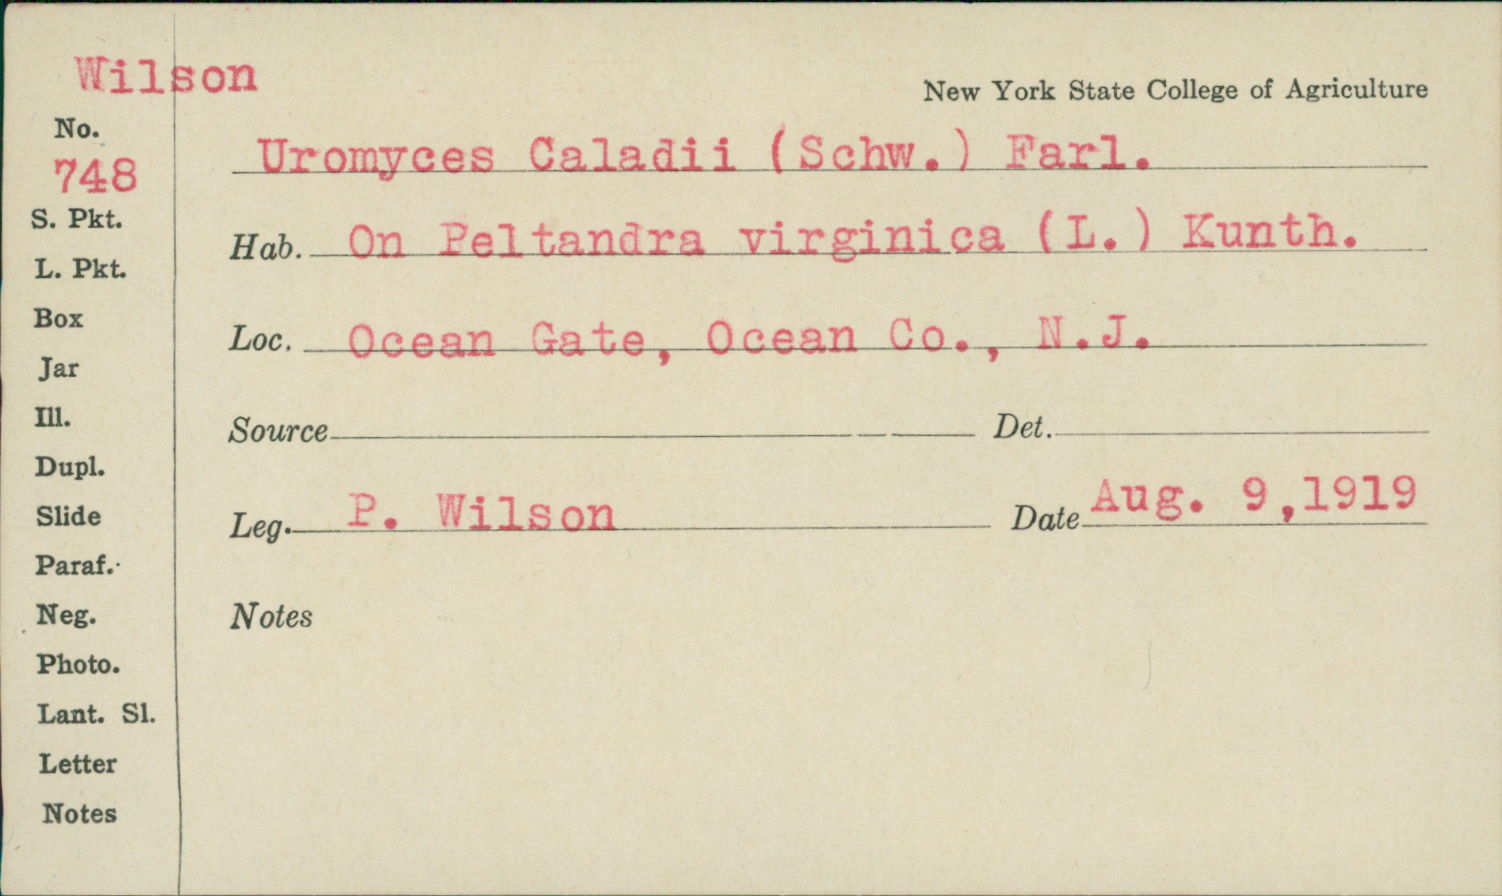 Wilson
New York State College of Agriculture
No.
748
Uromyces Caladii (Schw.) Farl.
S. Pkt.
Hab. On Peltandra virginica (L.) Kunth.
L. Pkt.
Box
Loc. Ocean Gate, Ocean Co., N.J.
Jar
Ill.
Source Det.
Dupl.
Slide
Leg. P. Wilson Date Aug. 9,1919
Paraf.
Neg.
Notes
Photo.
Lant. Sl.
Letter
Notes